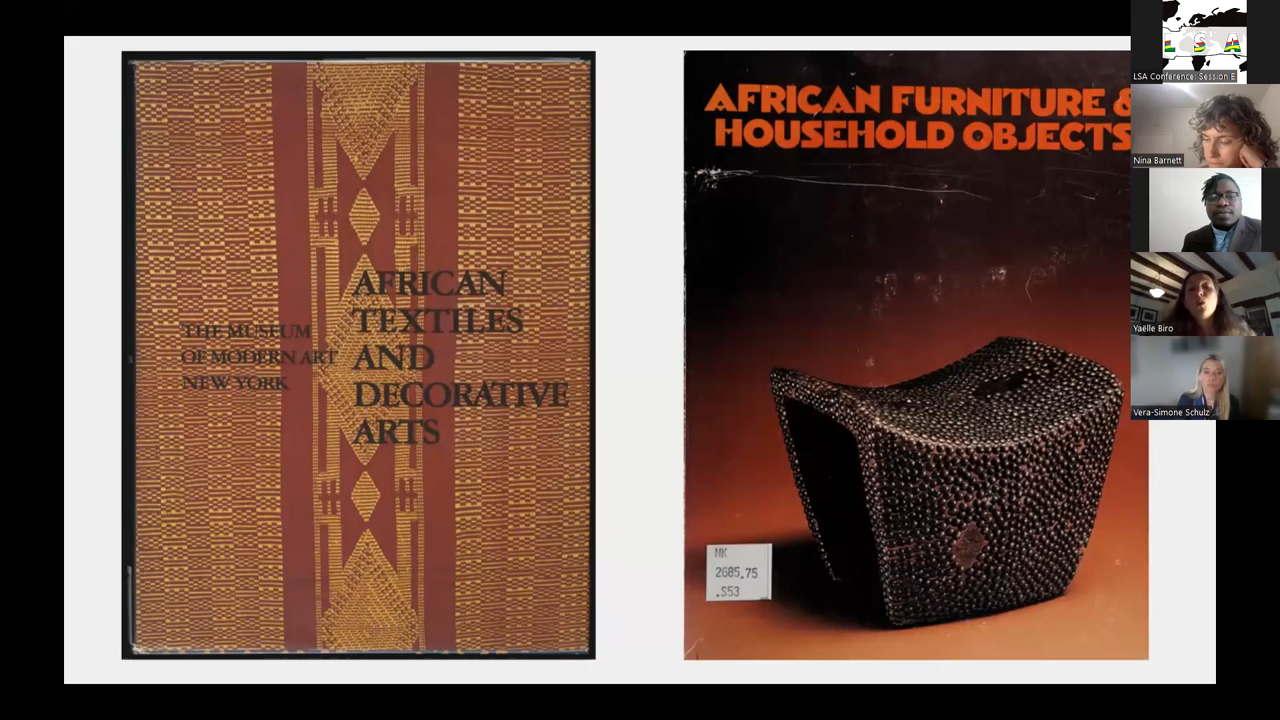 THE MUSEUM
OF MODERN ART
NEW YORK
AFRICAN
TEXTILES
AND
DECORATIVE
ARTS
AFRICAN FURNITURE &
HOUSEHOLD OBJECTS
NK
2685.75
.S53
LSA
LSA Conference: Session E
Nina Barnett
Yaëlle Biro
Vera-Simone Schulz